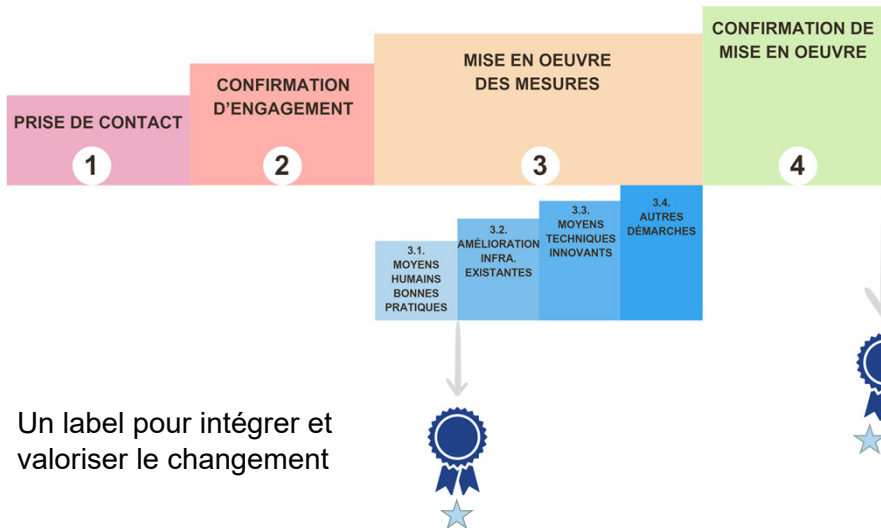 PRISE DE CONTACT
1
CONFIRMATION
D'ENGAGEMENT
2
MISE EN OEUVRE
DES MESURES
3
CONFIRMATION DE
MISE EN OEUVRE
4
3.1.
MOYENS
HUMAINS
BONNES
PRATIQUES
3.2.
AMÉLIORATION
INFRA.
EXISTANTES
3.3.
MOYENS
TECHNIQUES
INNOVANTS
3.4.
AUTRES
DÉMARCHES
Un label pour intégrer et
valoriser le changement